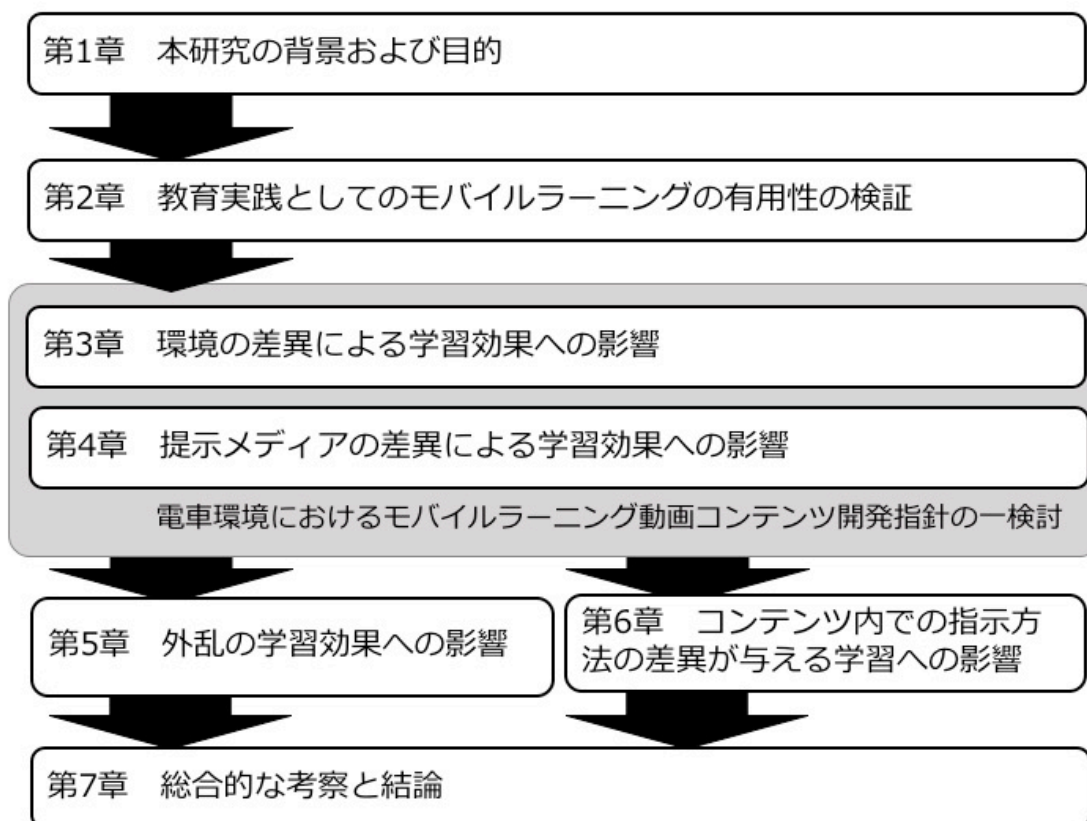 第1章　本研究の背景および目的
第2章　教育実践としてのモバイルラーニングの有用性の検証
第3章　環境の差異による学習効果への影響
第4章　提示メディアの差異による学習効果への影響
電車環境におけるモバイルラーニング動画コンテンツ開発指針の一検討
第5章　外乱の学習効果への影響
第6章　コンテンツ内での指示方
法の差異が与える学習への影響
第7章　総合的な考察と結論